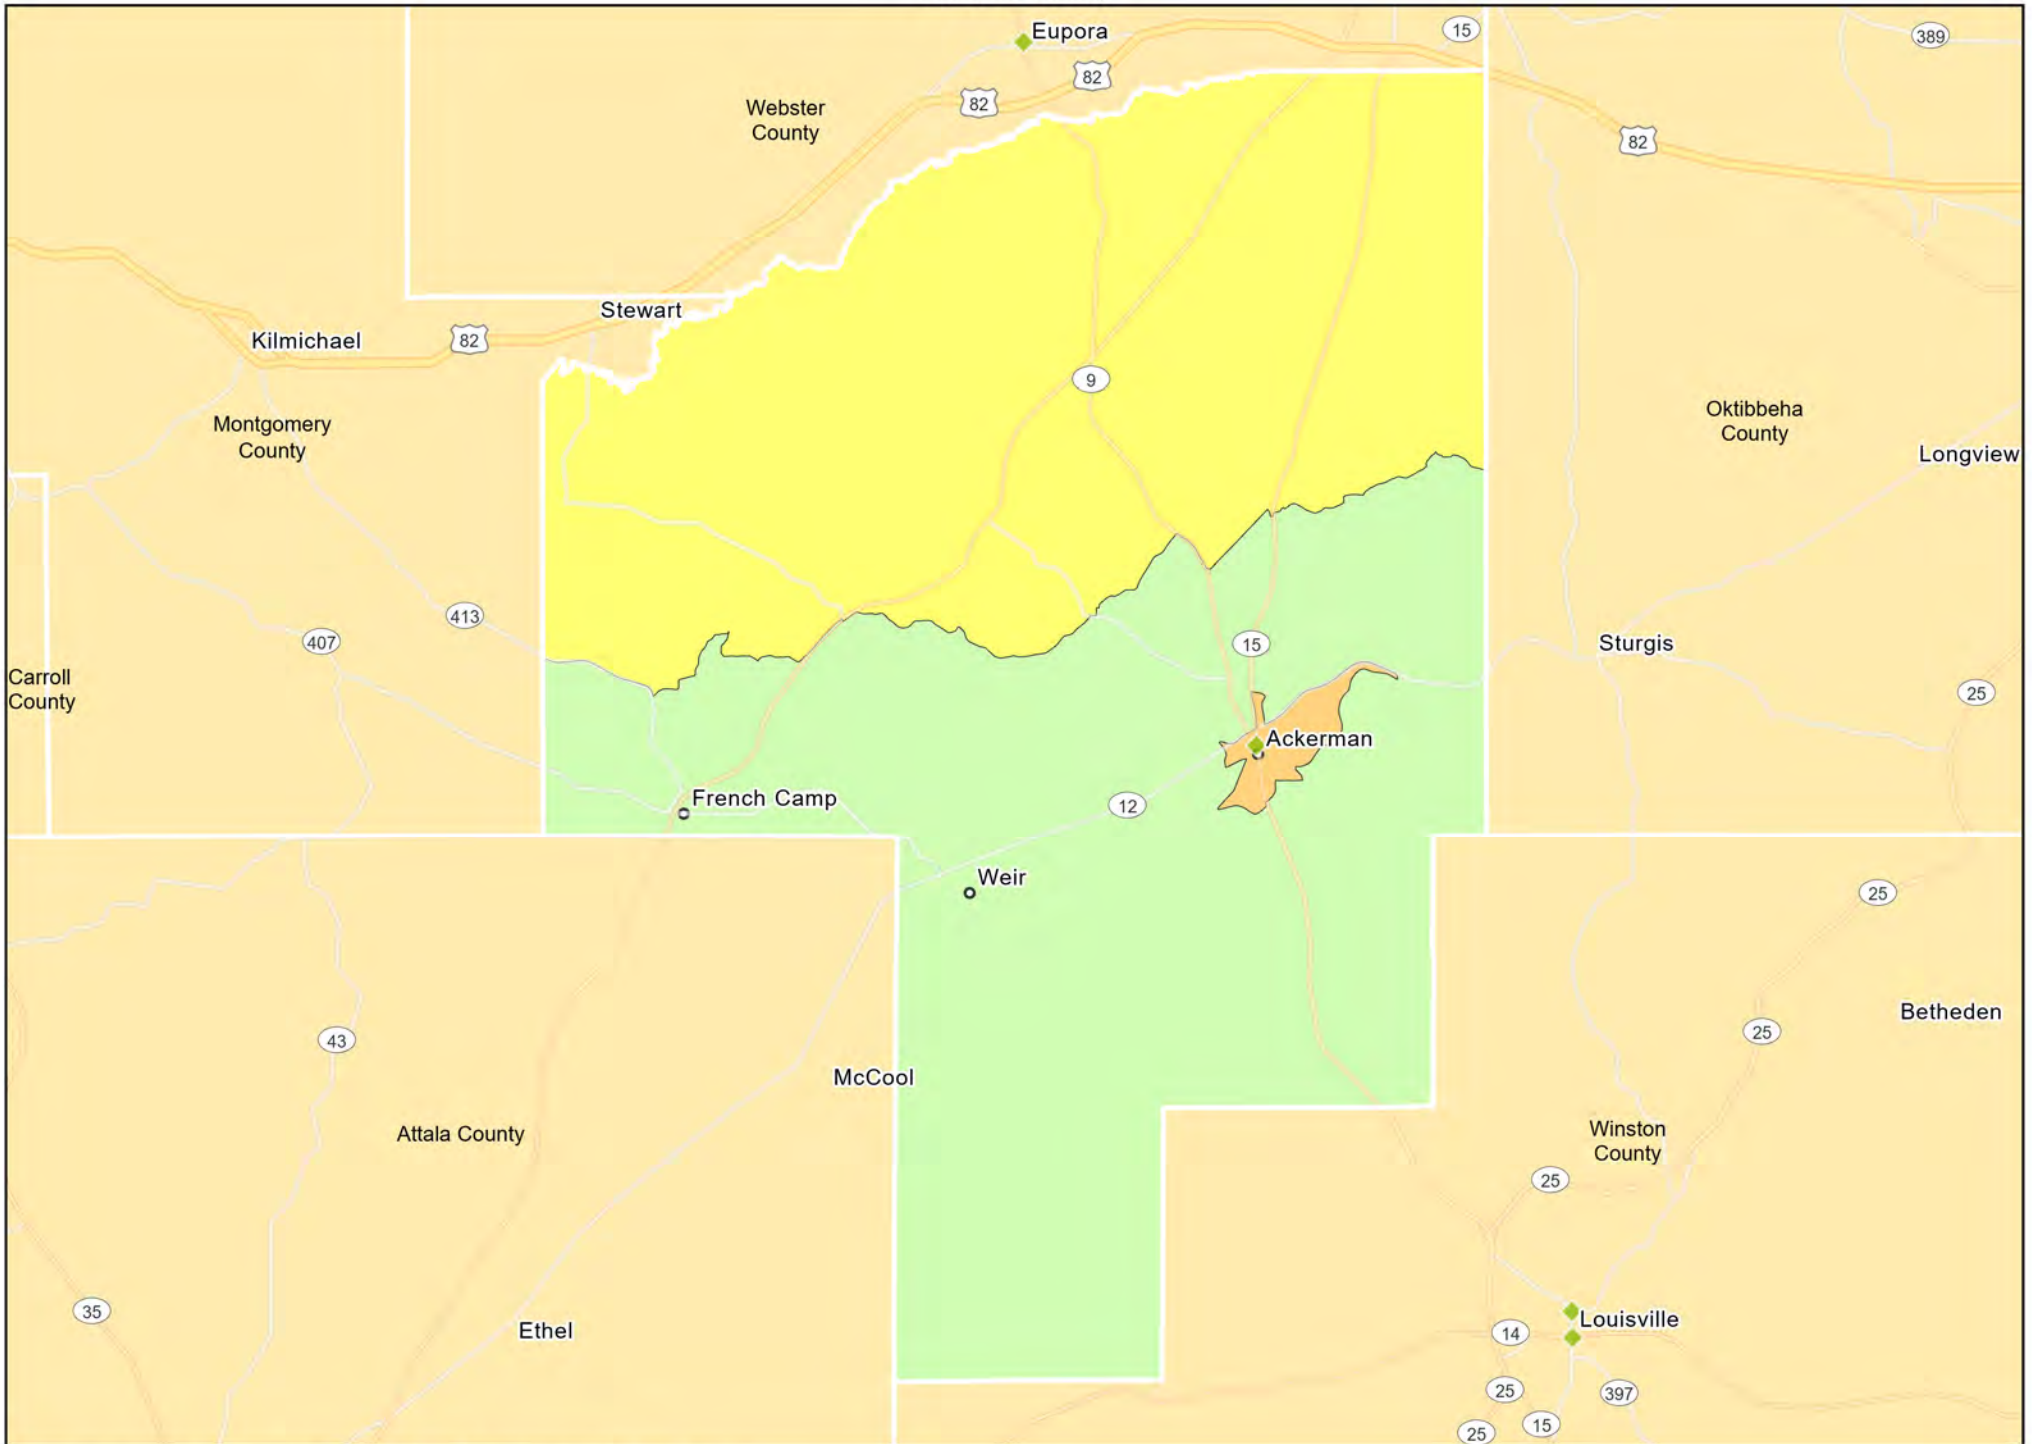 Eupora
15
389
82
82
Webster
County
82
Stewart
Kilmichael
82
9
Montgomery
County
Oktibbeha
County
Longview
413
407
15
Sturgis
Carroll
County
25
Ackerman
French Camp
12
Weir
25
Betheden
43
25
McCool
Attala County
Winston
County
25
35
Ethel
Louisville
14
25
397
15
25